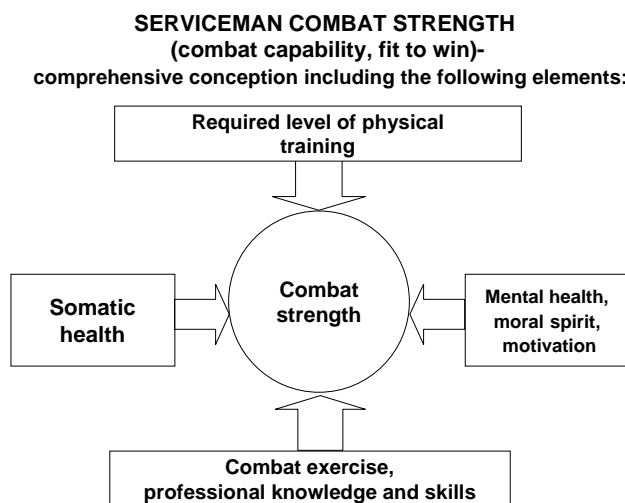 SERVICEMAN COMBAT STRENGTH
(combat capability, fit to win)-
comprehensive conception including the following elements:
Required level of physical
training
Somatic
health
Combat
strength
Mental health,
moral spirit,
motivation
Combat exercise,
professional knowledge and skills